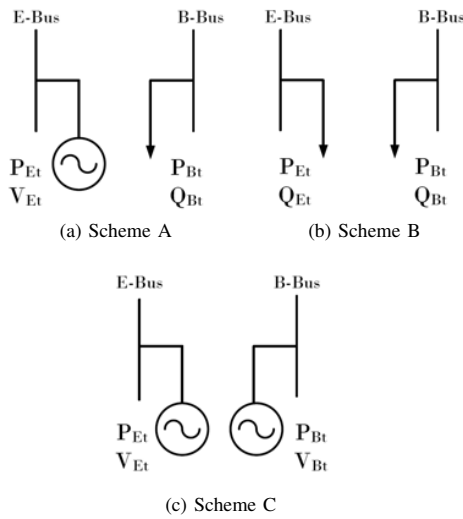 E-Bus B-Bus E-Bus B-Bus
P_Et P_Bt P_Et P_Bt
V_Et Q_Bt Q_Et Q_Bt
(a) Scheme A (b) Scheme B
E-Bus B-Bus
P_Et P_Bt
V_Et V_Bt
(c) Scheme C